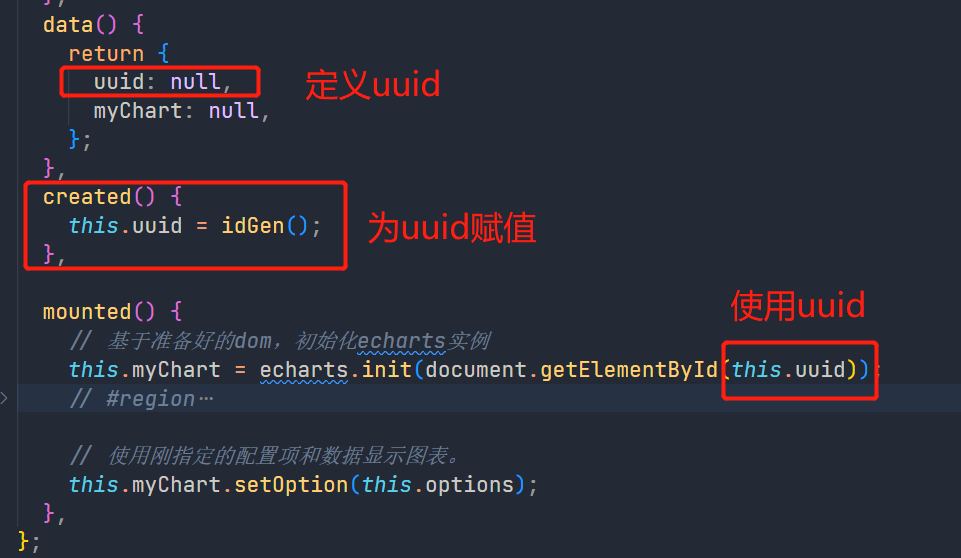 };
data() {
return {
uuid: null, 定义uuid
myChart: null,
};
},
created() {
this.uuid = idGen(); 为uuid赋值
},
mounted() { 使用uuid
// 基于准备好的dom，初始化echarts实例
this.myChart = echarts.init(document.getElementById(this.uuid));
// #region…
// 使用刚指定的配置项和数据显示图表。
this.myChart.setOption(this.options);
},
};